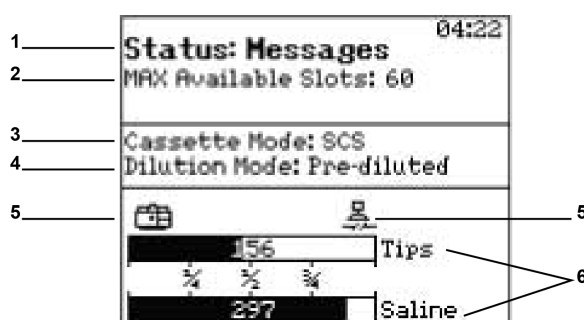 04:22
1 Status: Messages
2 MAX Available Slots: 60
3 Cassette Mode: SCS
4 Dilution Mode: Pre-diluted
5 5
156 Tips
¼ ½ ¾
6
297 Saline